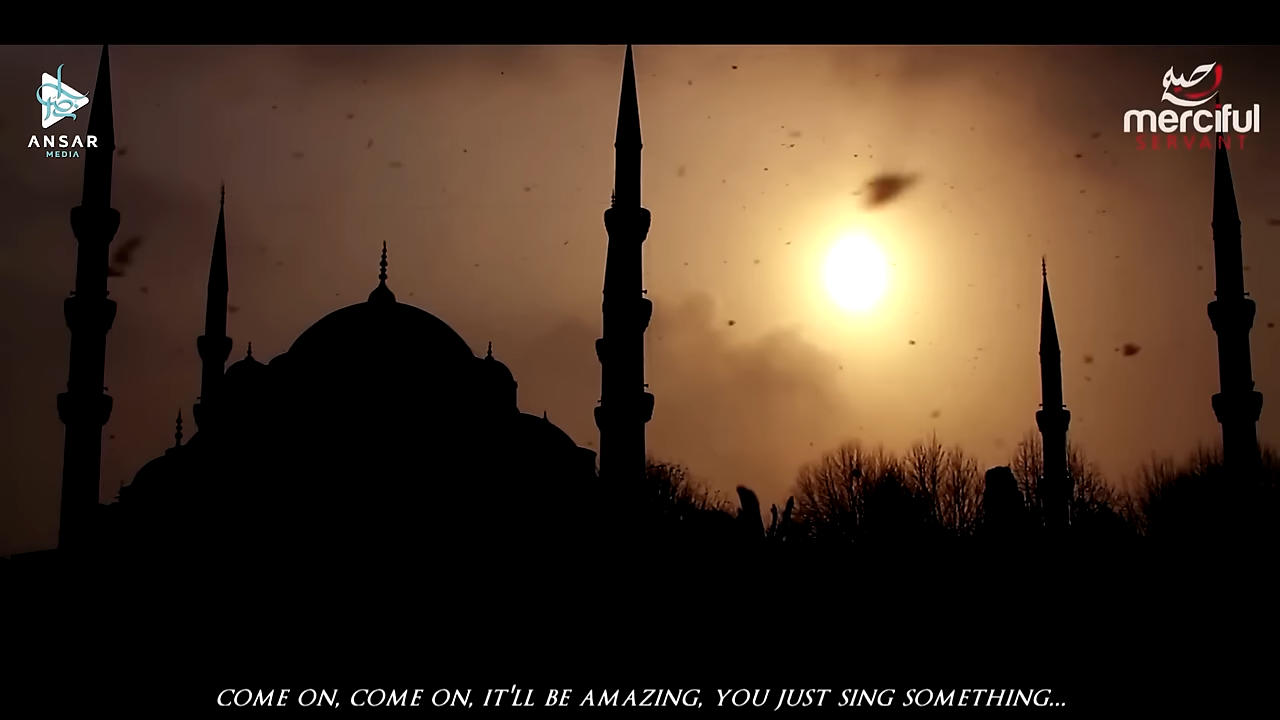 ANSAR
MEDIA
merciful
SERVANT
COME ON, COME ON, IT'LL BE AMAZING, YOU JUST SING SOMETHING...